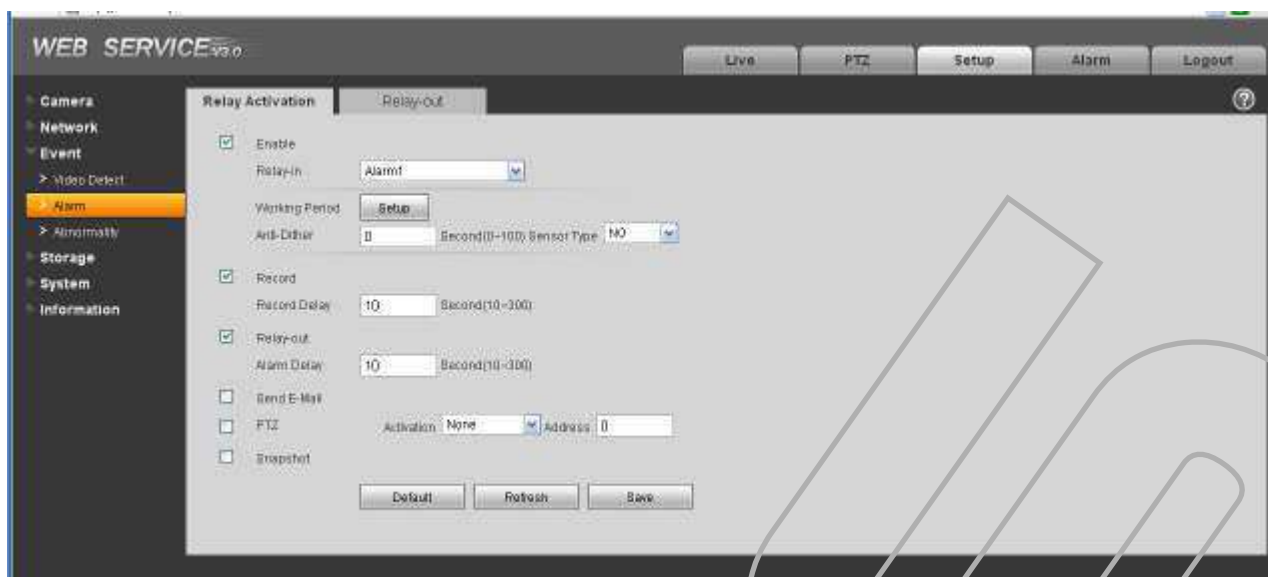 WEB SERVICE V3.0
Live PTZ Setup Alarm Logout
Camera
Network
Event
> Video Detect
> Alarm
> Abnormality
Storage
System
Information
Relay Activation Relay-out
?
Enable
Relay-in Alarm1
Working Period Setup
Anti-Dither 0 Second(0~100) Sensor Type NO
Record
Record Delay 10 Second(10~300)
Relay-out
Alarm Delay 10 Second(10~300)
Send E-Mail
PTZ Activation None Address 0
Snapshot
Default Refresh Save